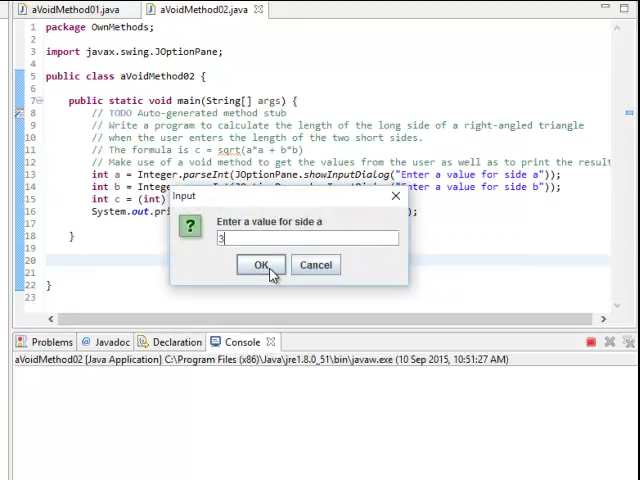 aVoidMethod01.java
aVoidMethod02.java
1 package OwnMethods;
2
3 import javax.swing.JOptionPane;
4
5 public class aVoidMethod02 {
6
7 public static void main(String[] args) {
8 // TODO Auto-generated method stub
9 // Write a program to calculate the length of the long side of a right-angled triangle
10 // when the user enters the length of the two short sides.
11 // The formula is c = sqrt(a*a + b*b)
12 // Make use of a void method to get the values from the user as well as to print the result
13 int a = Integer.parseInt(JOptionPane.showInputDialog("Enter a value for side a"));
14 int b = Integer "Enter a value for side b"));
15 int c = (int)
16 System.out.pri );
17
18 }
19
20
21
22 }
23
Input
Enter a value for side a
3
OK
Cancel
Problems @ Javadoc Declaration Console
aVoidMethod02 [Java Application] C:\Program Files (x86)\Java\jre1.8.0_51\bin\javaw.exe (10 Sep 2015, 10:51:27 AM)